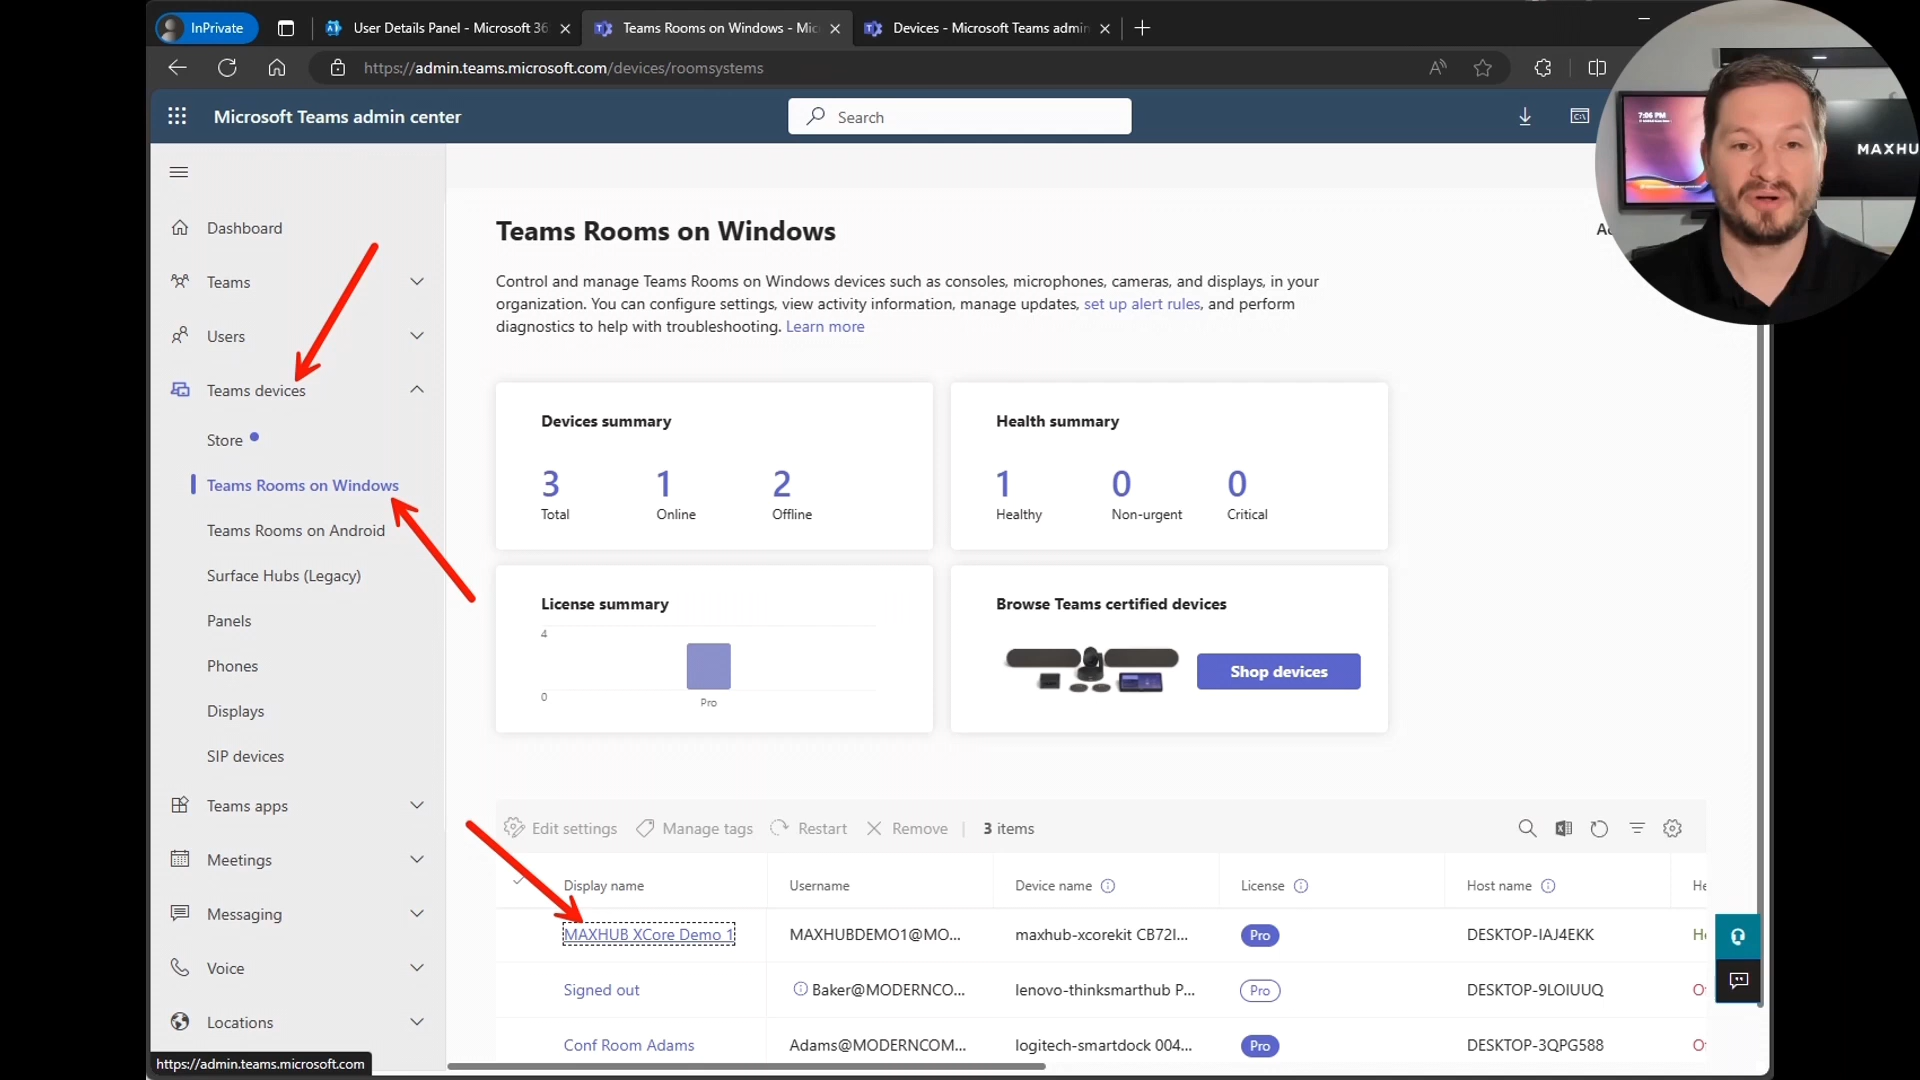 InPrivate
User Details Panel - Microsoft 36
Teams Rooms on Windows - Mic
Devices - Microsoft Teams admin
https://admin.teams.microsoft.com/devices/roomsystems
Microsoft Teams admin center
Search
7:06 PM
MAXHU
Dashboard
Teams
Users
Teams devices
Store
Teams Rooms on Windows
Teams Rooms on Android
Surface Hubs (Legacy)
Panels
Phones
Displays
SIP devices
Teams apps
Meetings
Messaging
Voice
Locations
https://admin.teams.microsoft.com
Teams Rooms on Windows
Control and manage Teams Rooms on Windows devices such as consoles, microphones, cameras, and displays, in your
organization. You can configure settings, view activity information, manage updates, set up alert rules, and perform
diagnostics to help with troubleshooting. Learn more
Devices summary
3 1 2
Total Online Offline
Health summary
1 0 0
Healthy Non-urgent Critical
License summary
4
0
Pro
Browse Teams certified devices
Shop devices
Edit settings Manage tags Restart Remove | 3 items
Display name Username Device name License Host name He
MAXHUB XCore Demo 1 MAXHUBDEMO1@MO... maxhub-xcorekit CB72I... Pro DESKTOP-IAJ4EKK He
Signed out Baker@MODERNCO... lenovo-thinksmarthub P... Pro DESKTOP-9LOIUUQ
Conf Room Adams Adams@MODERNCOM... logitech-smartdock 004... Pro DESKTOP-3QPG588